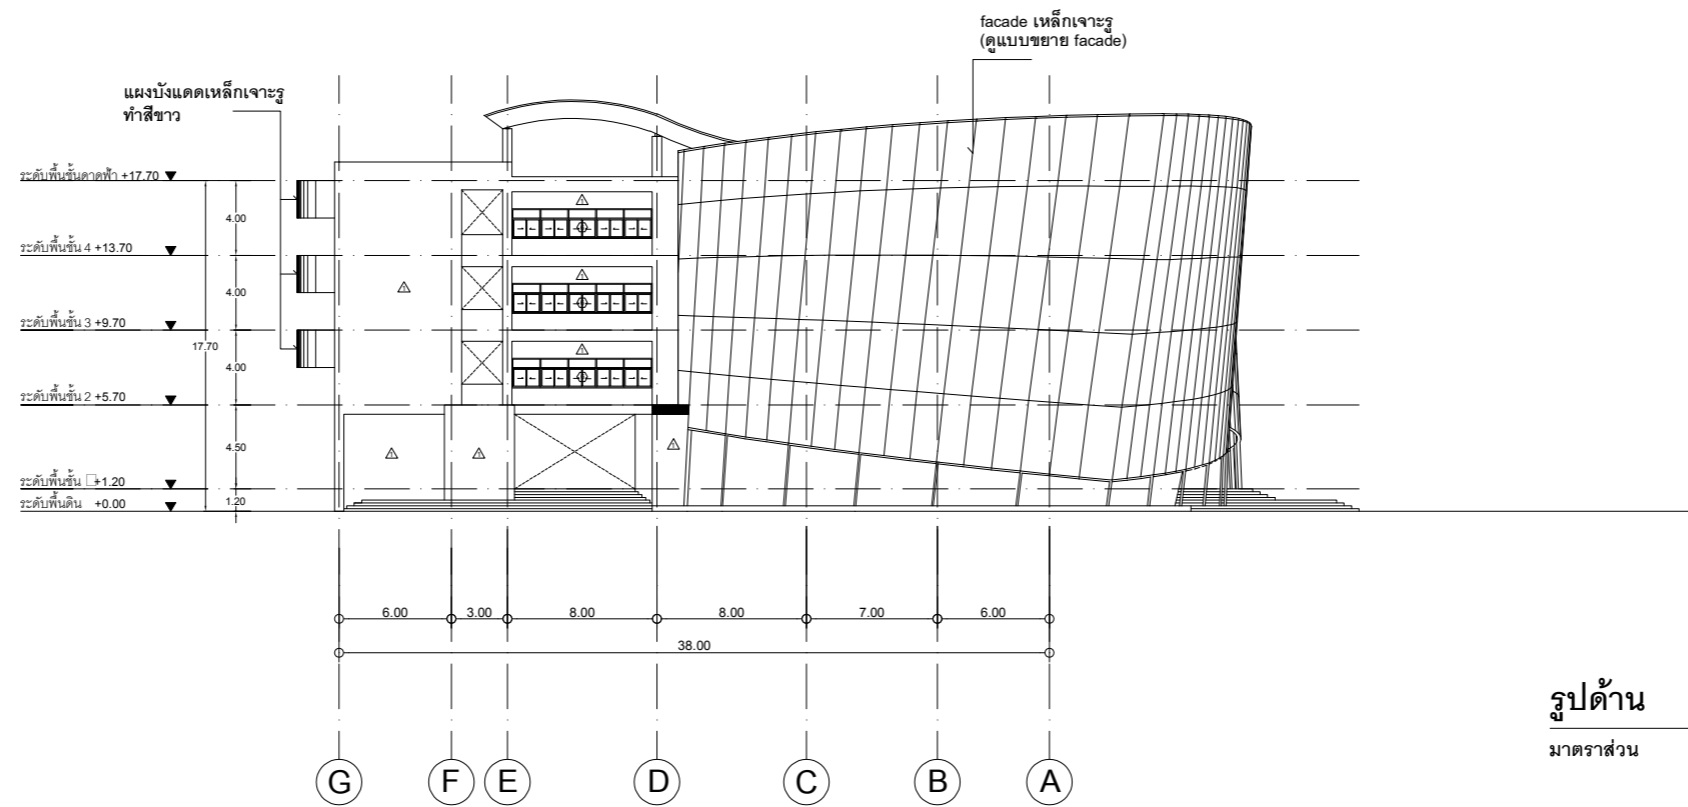 facade เหล็กเจาะรู
(ดูแบบขยาย facade)
แผงบังแดดเหล็กเจาะรู
ทำสีขาว
ระดับพื้นชั้นดาดฟ้า +17.70
4.00
ระดับพื้นชั้น 4 +13.70
4.00
ระดับพื้นชั้น 3 +9.70
17.70
4.00
ระดับพื้นชั้น 2 +5.70
4.50
ระดับพื้นชั้น □+1.20
1.20
ระดับพื้นดิน +0.00
6.00 3.00 8.00 8.00 7.00 6.00
38.00
รูปด้าน
มาตราส่วน
G F E D C B A